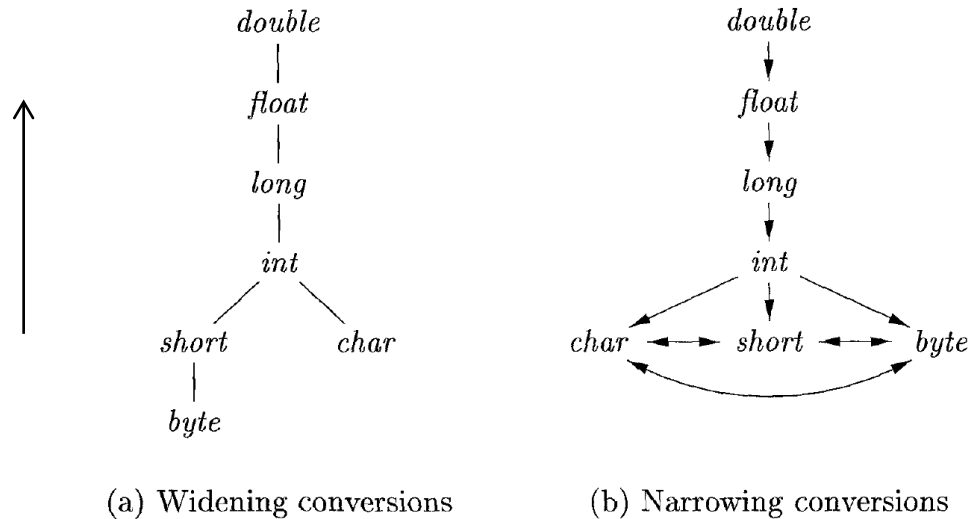 double
float
long
int
short char
byte
(a) Widening conversions
double
float
long
int
char short byte
(b) Narrowing conversions